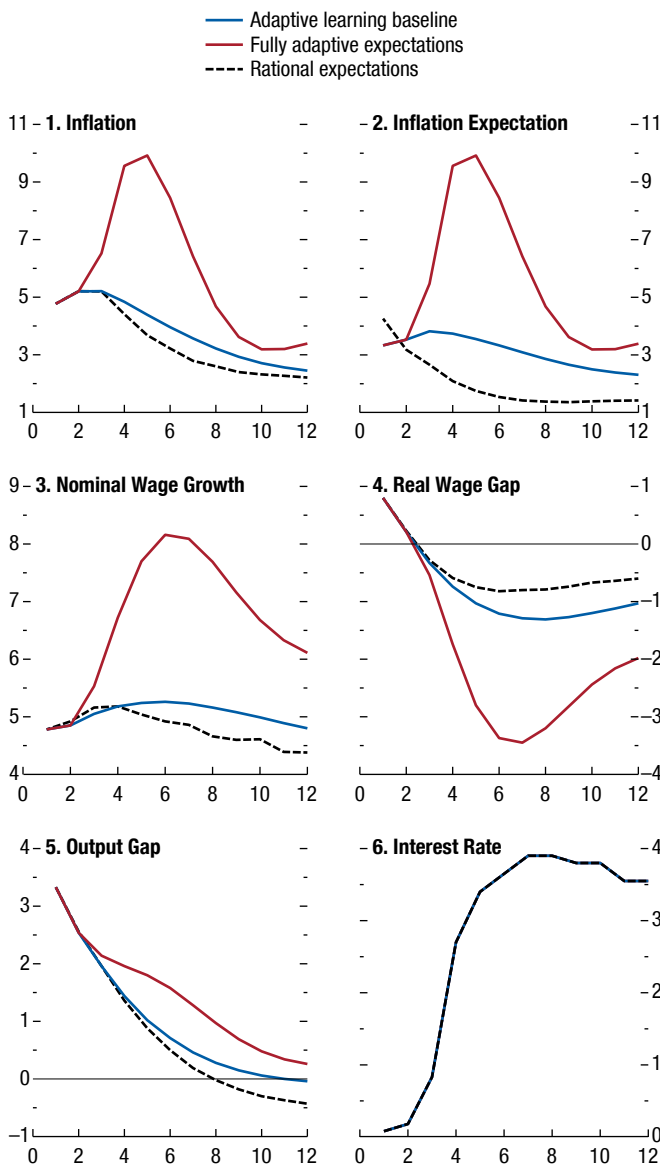 Adaptive learning baseline
Fully adaptive expectations
Rational expectations
1. Inflation
11
9
7
5
3
1
0 2 4 6 8 10 12
2. Inflation Expectation
11
9
7
5
3
1
0 2 4 6 8 10 12
3. Nominal Wage Growth
9
8
7
6
5
4
0 2 4 6 8 10 12
4. Real Wage Gap
1
0
–1
–2
–3
–4
0 2 4 6 8 10 12
5. Output Gap
4
3
2
1
0
–1
0 2 4 6 8 10 12
6. Interest Rate
4
3
2
1
0
0 2 4 6 8 10 12